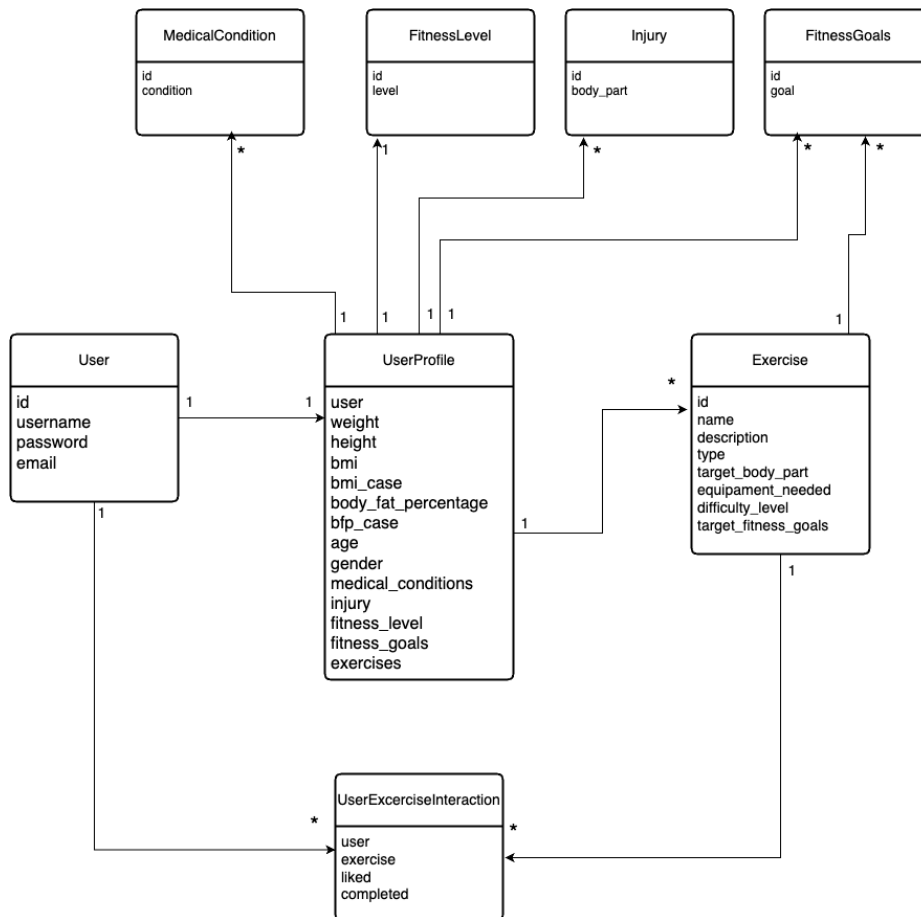 MedicalCondition
id
condition
FitnessLevel
id
level
Injury
id
body_part
FitnessGoals
id
goal
*
1
*
*
*
1
1
1
1
1
User
id
username
password
email
1
1
1
UserProfile
user
weight
height
bmi
bmi_case
body_fat_percentage
bfp_case
age
gender
medical_conditions
injury
fitness_level
fitness_goals
exercises
1
*
Exercise
id
name
description
type
target_body_part
equipament_needed
difficulty_level
target_fitness_goals
1
*
*
UserExcerciseInteraction
user
exercise
liked
completed